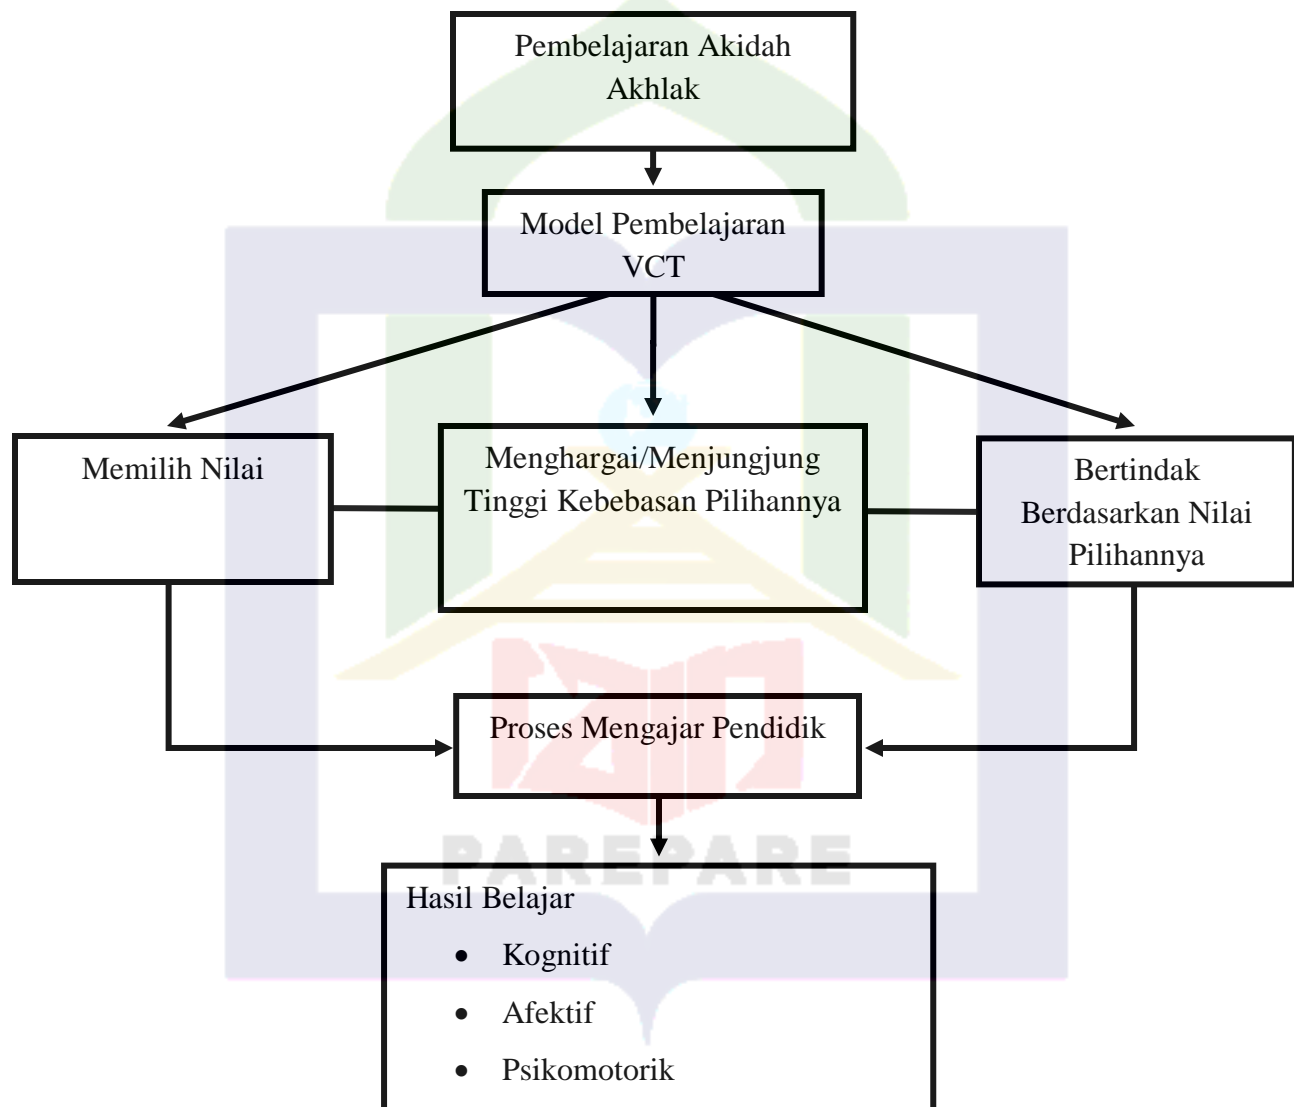 Pembelajaran Akidah
Akhlak
Model Pembelajaran
VCT
Memilih Nilai
Menghargai/Menjungjung
Tinggi Kebebasan Pilihannya
Bertindak
Berdasarkan Nilai
Pilihannya
Proses Mengajar Pendidik
PAREPARE
Hasil Belajar
• Kognitif
• Afektif
• Psikomotorik